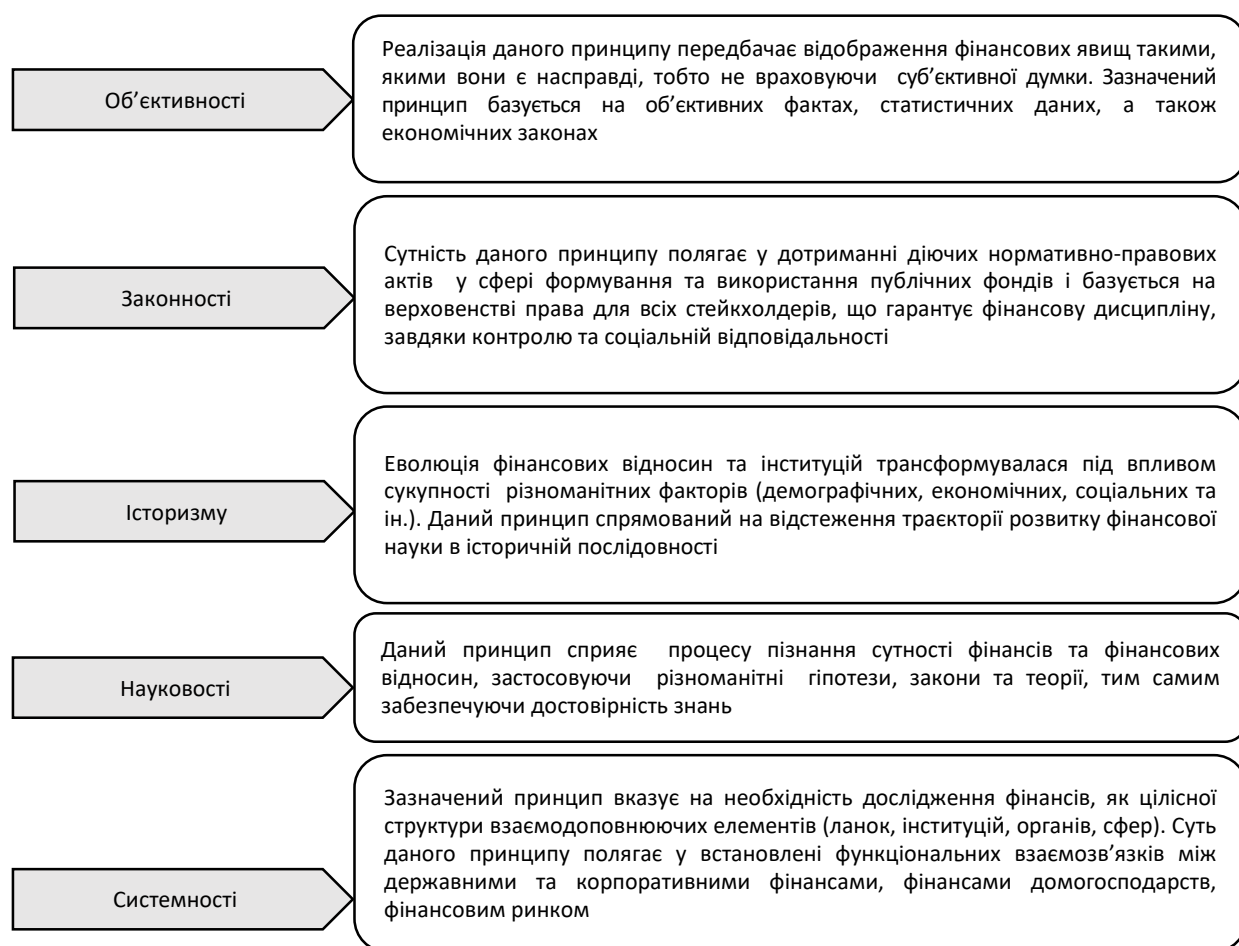 Об’єктивності
Реалізація даного принципу передбачає відображення фінансових явищ такими,
якими вони є насправді, тобто не враховуючи суб’єктивної думки. Зазначений
принцип базується на об’єктивних фактах, статистичних даних, а також
економічних законах
Законності
Сутність даного принципу полягає у дотриманні діючих нормативно-правових
актів у сфері формування та використання публічних фондів і базується на
верховенстві права для всіх стейкхолдерів, що гарантує фінансову дисципліну,
завдяки контролю та соціальній відповідальності
Історизму
Еволюція фінансових відносин та інституцій трансформувалася під впливом
сукупності різноманітних факторів (демографічних, економічних, соціальних та
ін.). Даний принцип спрямований на відстеження траєкторії розвитку фінансової
науки в історичній послідовності
Науковості
Даний принцип сприяє процесу пізнання сутності фінансів та фінансових
відносин, застосовуючи різноманітні гіпотези, закони та теорії, тим самим
забезпечуючи достовірність знань
Системності
Зазначений принцип вказує на необхідність дослідження фінансів, як цілісної
структури взаємодоповнюючих елементів (ланок, інституцій, органів, сфер). Суть
даного принципу полягає у встановлені функціональних взаємозв’язків між
державними та корпоративними фінансами, фінансами домогосподарств,
фінансовим ринком